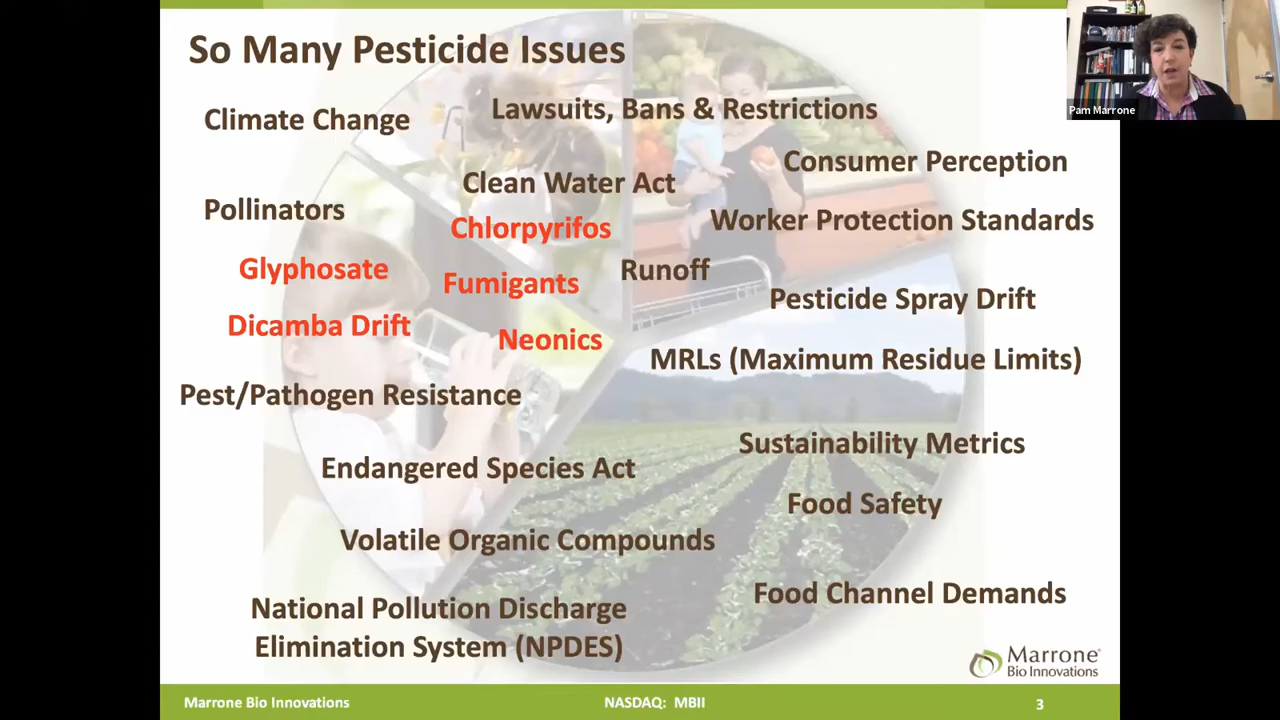 So Many Pesticide Issues
Pam Marrone
Climate Change
Lawsuits, Bans & Restrictions
Consumer Perception
Clean Water Act
Pollinators
Chlorpyrifos
Worker Protection Standards
Glyphosate
Fumigants
Runoff
Pesticide Spray Drift
Dicamba Drift
Neonics
MRLs (Maximum Residue Limits)
Pest/Pathogen Resistance
Sustainability Metrics
Endangered Species Act
Food Safety
Volatile Organic Compounds
Food Channel Demands
National Pollution Discharge
Elimination System (NPDES)
Marrone®
Bio Innovations
Marrone Bio Innovations
NASDAQ: MBII
3